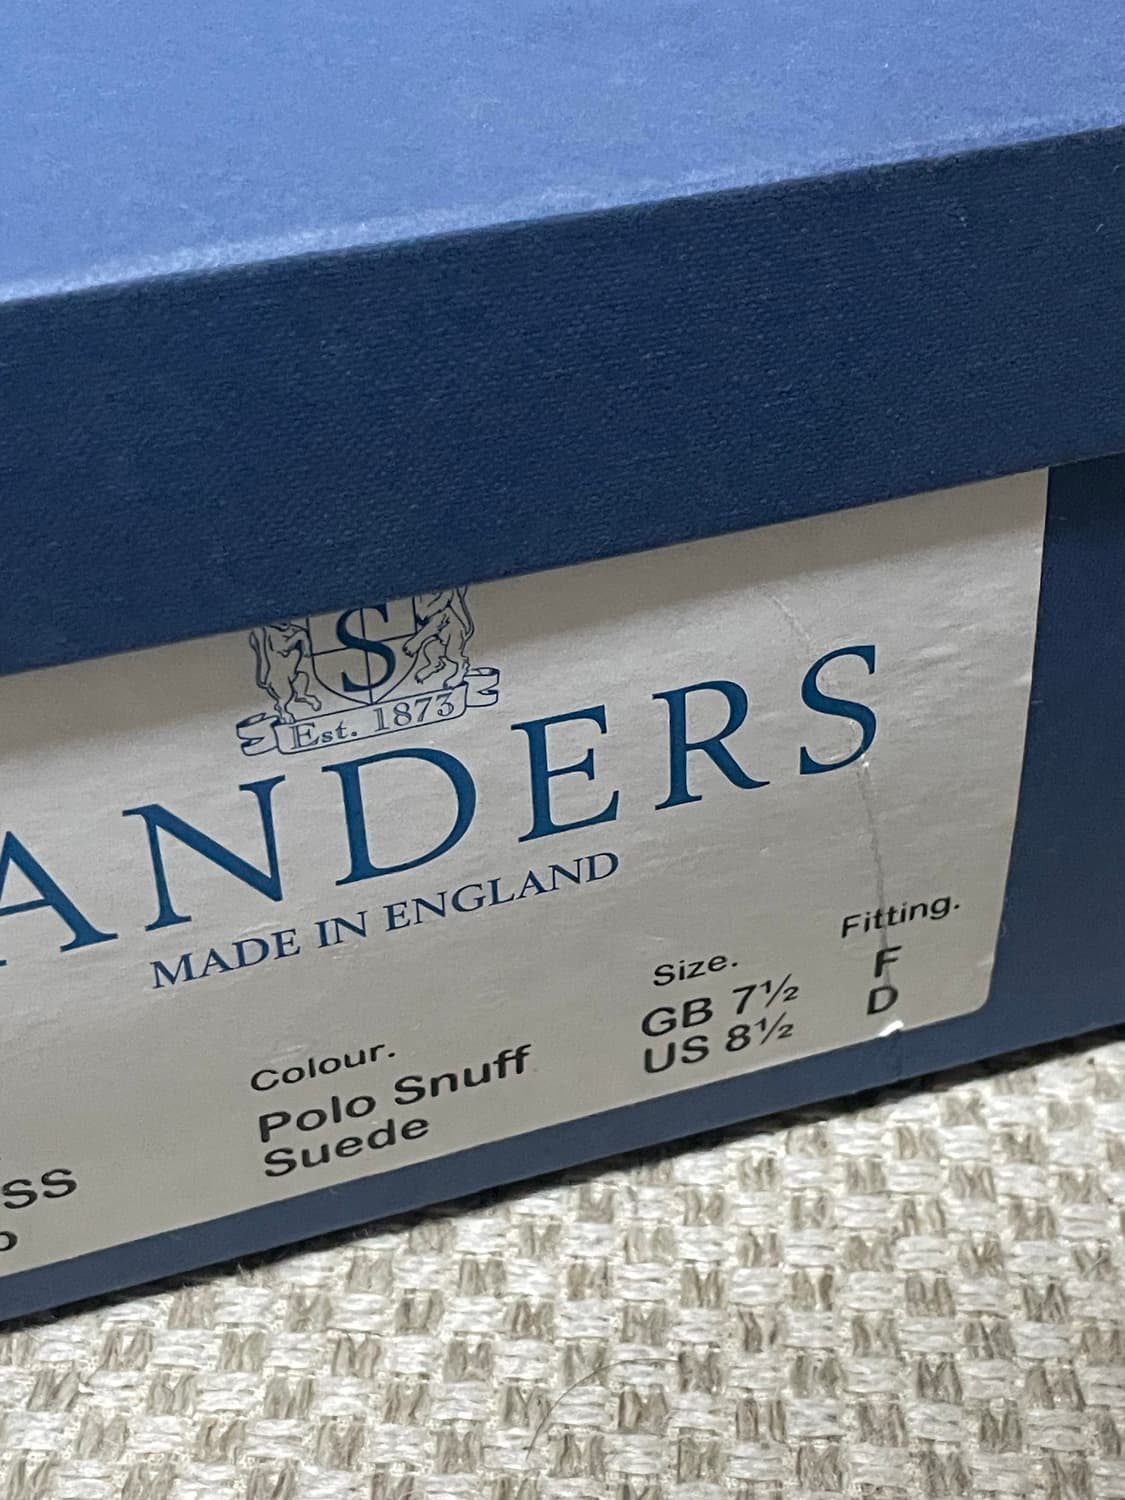 S
Est. 1873
ANDERS
MADE IN ENGLAND
Colour.
Polo Snuff
Suede
Size.
GB 7½
US 8½
Fitting.
F
D
ss